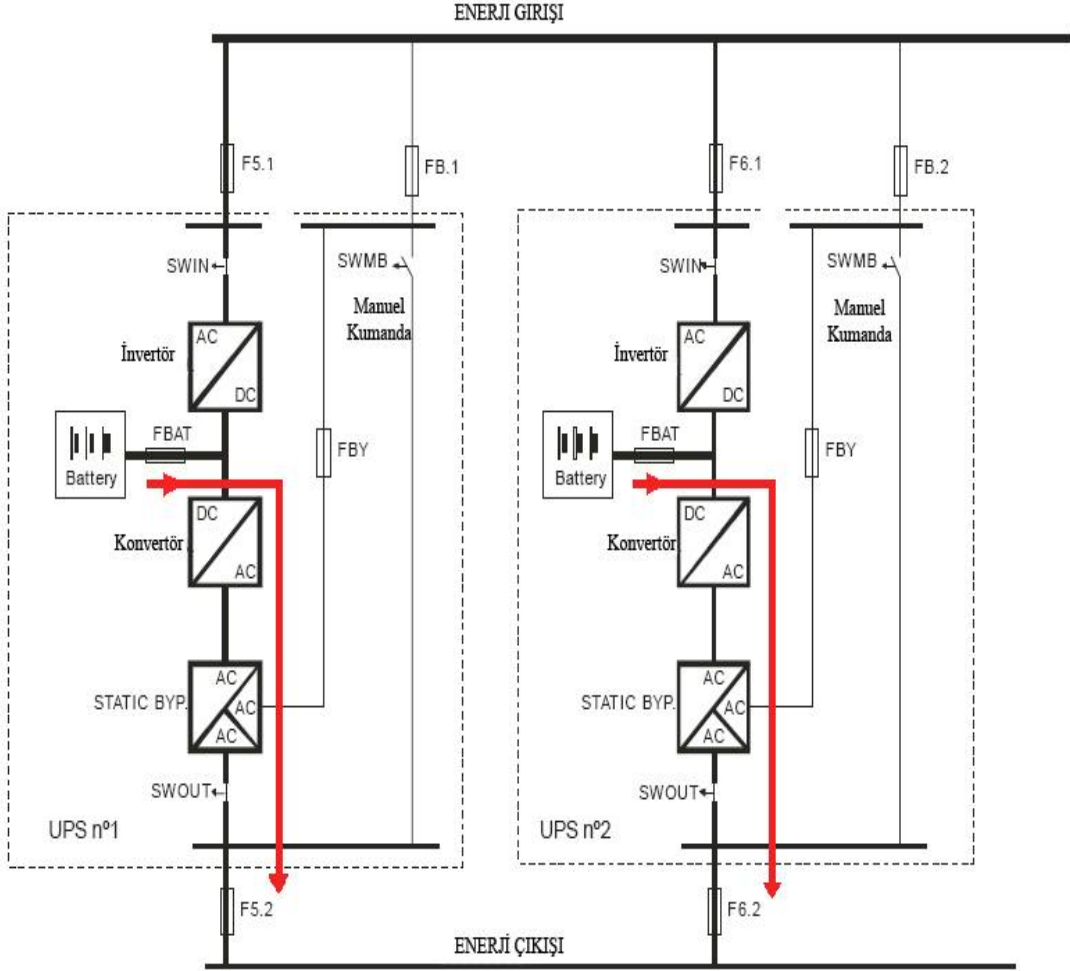 ENERJI GIRIŞI
F5.1
FB.1
F6.1
FB.2
SWIN
SWMB
Manuel
Kumanda
İnvertör
AC
DC
FBAT
Battery
FBY
DC
AC
Konvertör
STATIC BYP.
AC
AC
AC
SWOUT
UPS nº1
F5.2
SWIN
SWMB
Manuel
Kumanda
İnvertör
AC
DC
FBAT
Battery
FBY
DC
AC
Konvertör
STATIC BYP.
AC
AC
AC
SWOUT
UPS nº2
F6.2
ENERJİ ÇIKIŞI